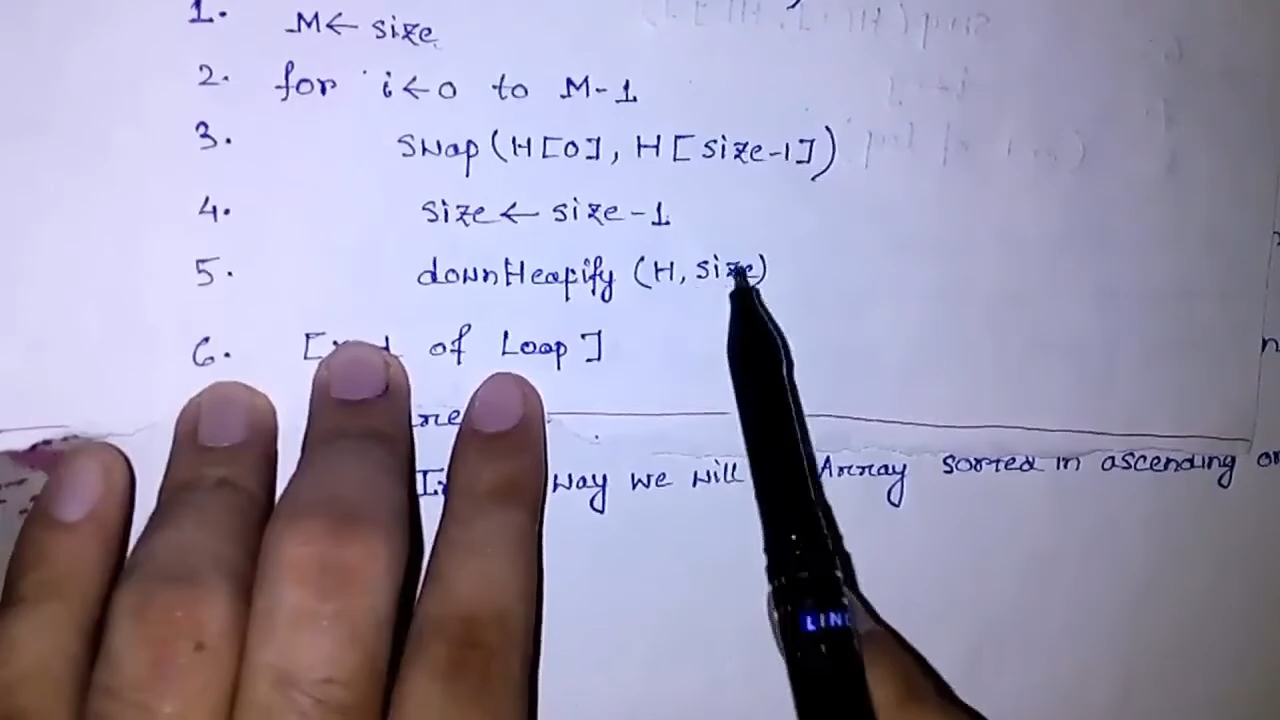 1. M← size
2. for i←0 to M-1
3. swap(H[0], H[size-1])
4. size← size-1
5. downHeapify (H, size)
6. of Loop]
way we will Array sorted in ascending
LINC